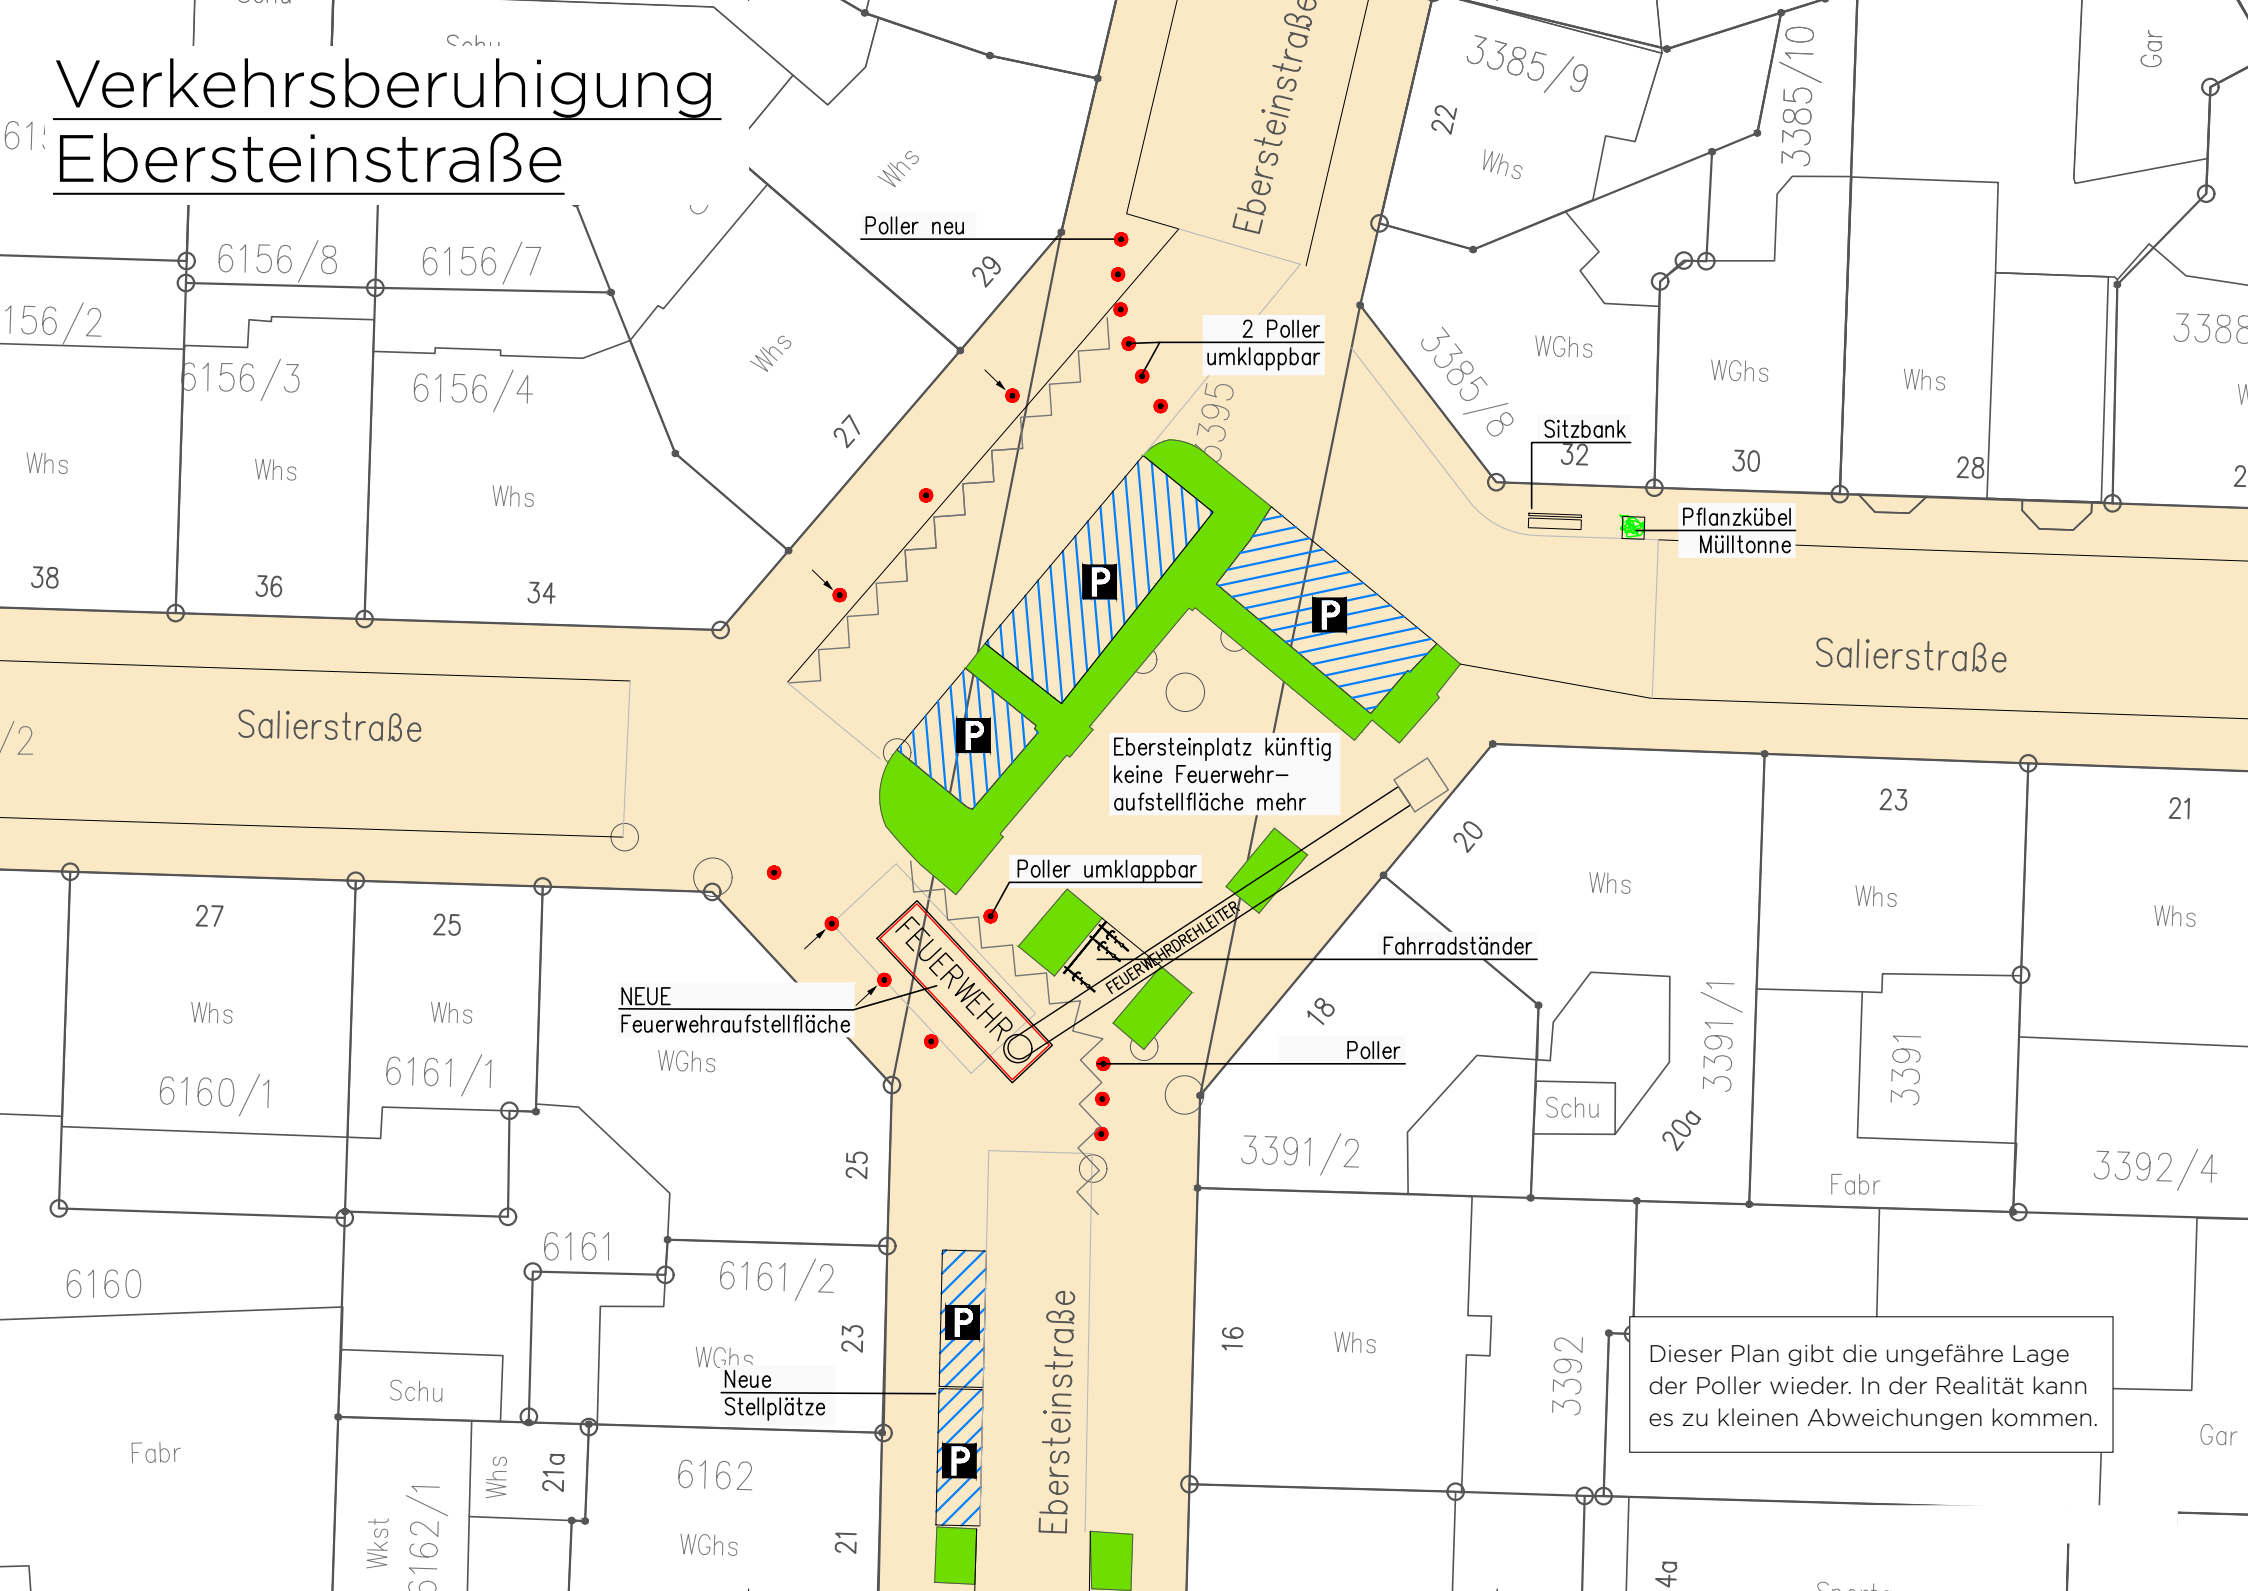 Verkehrsberuhigung
Ebersteinstraße
Schu
Ebersteinstraße
3385/9
22
Whs
3385/10
Gar
Whs
Poller neu
6156/8
6156/7
29
156/2
2 Poller
umklappbar
3388
Whs
WGhs
WGhs
Whs
6156/3
6156/4
3385/8
3395
27
Sitzbank
32
30
28
Whs
Whs
Whs
Pflanzkübel
Mülltonne
38
36
34
P
P
Salierstraße
Salierstraße
/2
P
Ebersteinplatz künftig
keine Feuerwehr-
aufstellfläche mehr
23
21
20
Poller umklappbar
Whs
Whs
Whs
27
25
FEUERWEHR
FEUERWEHRDREHLEITER
Fahrradständer
NEUE
Feuerwehraufstellfläche
18
Whs
Whs
WGhs
Poller
3391/1
3391
6160/1
6161/1
Schu
20a
3391/2
25
Fabr
3392/4
6161
6160
6161/2
P
Ebersteinstraße
23
16
Whs
3392
WGhs
Neue
Stellplätze
Schu
Dieser Plan gibt die ungefähre Lage
der Poller wieder. In der Realität kann
es zu kleinen Abweichungen kommen.
Gar
Fabr
P
Whs
21a
6162
Wkst
6162/1
WGhs
21
4a